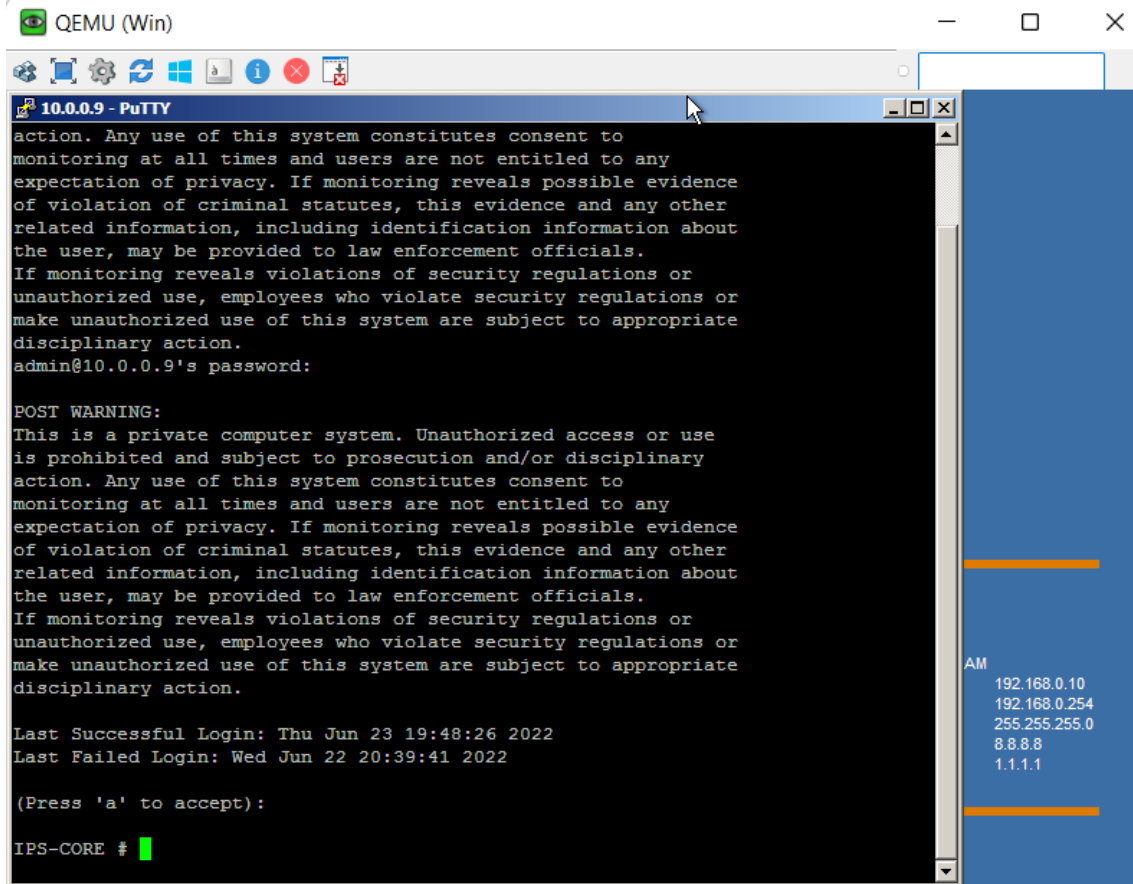 QEMU (Win)
10.0.0.9 - PuTTY
action. Any use of this system constitutes consent to
monitoring at all times and users are not entitled to any
expectation of privacy. If monitoring reveals possible evidence
of violation of criminal statutes, this evidence and any other
related information, including identification information about
the user, may be provided to law enforcement officials.
If monitoring reveals violations of security regulations or
unauthorized use, employees who violate security regulations or
make unauthorized use of this system are subject to appropriate
disciplinary action.
admin@10.0.0.9's password:
POST WARNING:
This is a private computer system. Unauthorized access or use
is prohibited and subject to prosecution and/or disciplinary
action. Any use of this system constitutes consent to
monitoring at all times and users are not entitled to any
expectation of privacy. If monitoring reveals possible evidence
of violation of criminal statutes, this evidence and any other
related information, including identification information about
the user, may be provided to law enforcement officials.
If monitoring reveals violations of security regulations or
unauthorized use, employees who violate security regulations or
make unauthorized use of this system are subject to appropriate
disciplinary action.
Last Successful Login: Thu Jun 23 19:48:26 2022
Last Failed Login: Wed Jun 22 20:39:41 2022
(Press 'a' to accept):
IPS-CORE #
AM
192.168.0.10
192.168.0.254
255.255.255.0
8.8.8.8
1.1.1.1